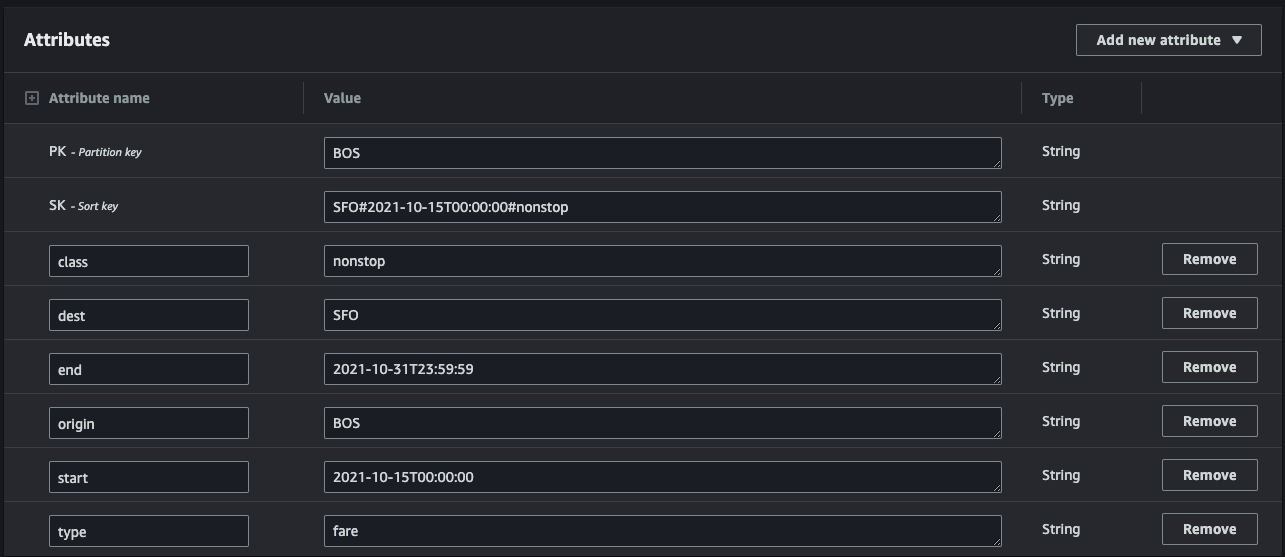 Attributes
Add new attribute
Attribute name Value Type
PK - Partition key BOS String
SK - Sort key SFO#2021-10-15T00:00:00#nonstop String
class nonstop String Remove
dest SFO String Remove
end 2021-10-31T23:59:59 String Remove
origin BOS String Remove
start 2021-10-15T00:00:00 String Remove
type fare String Remove